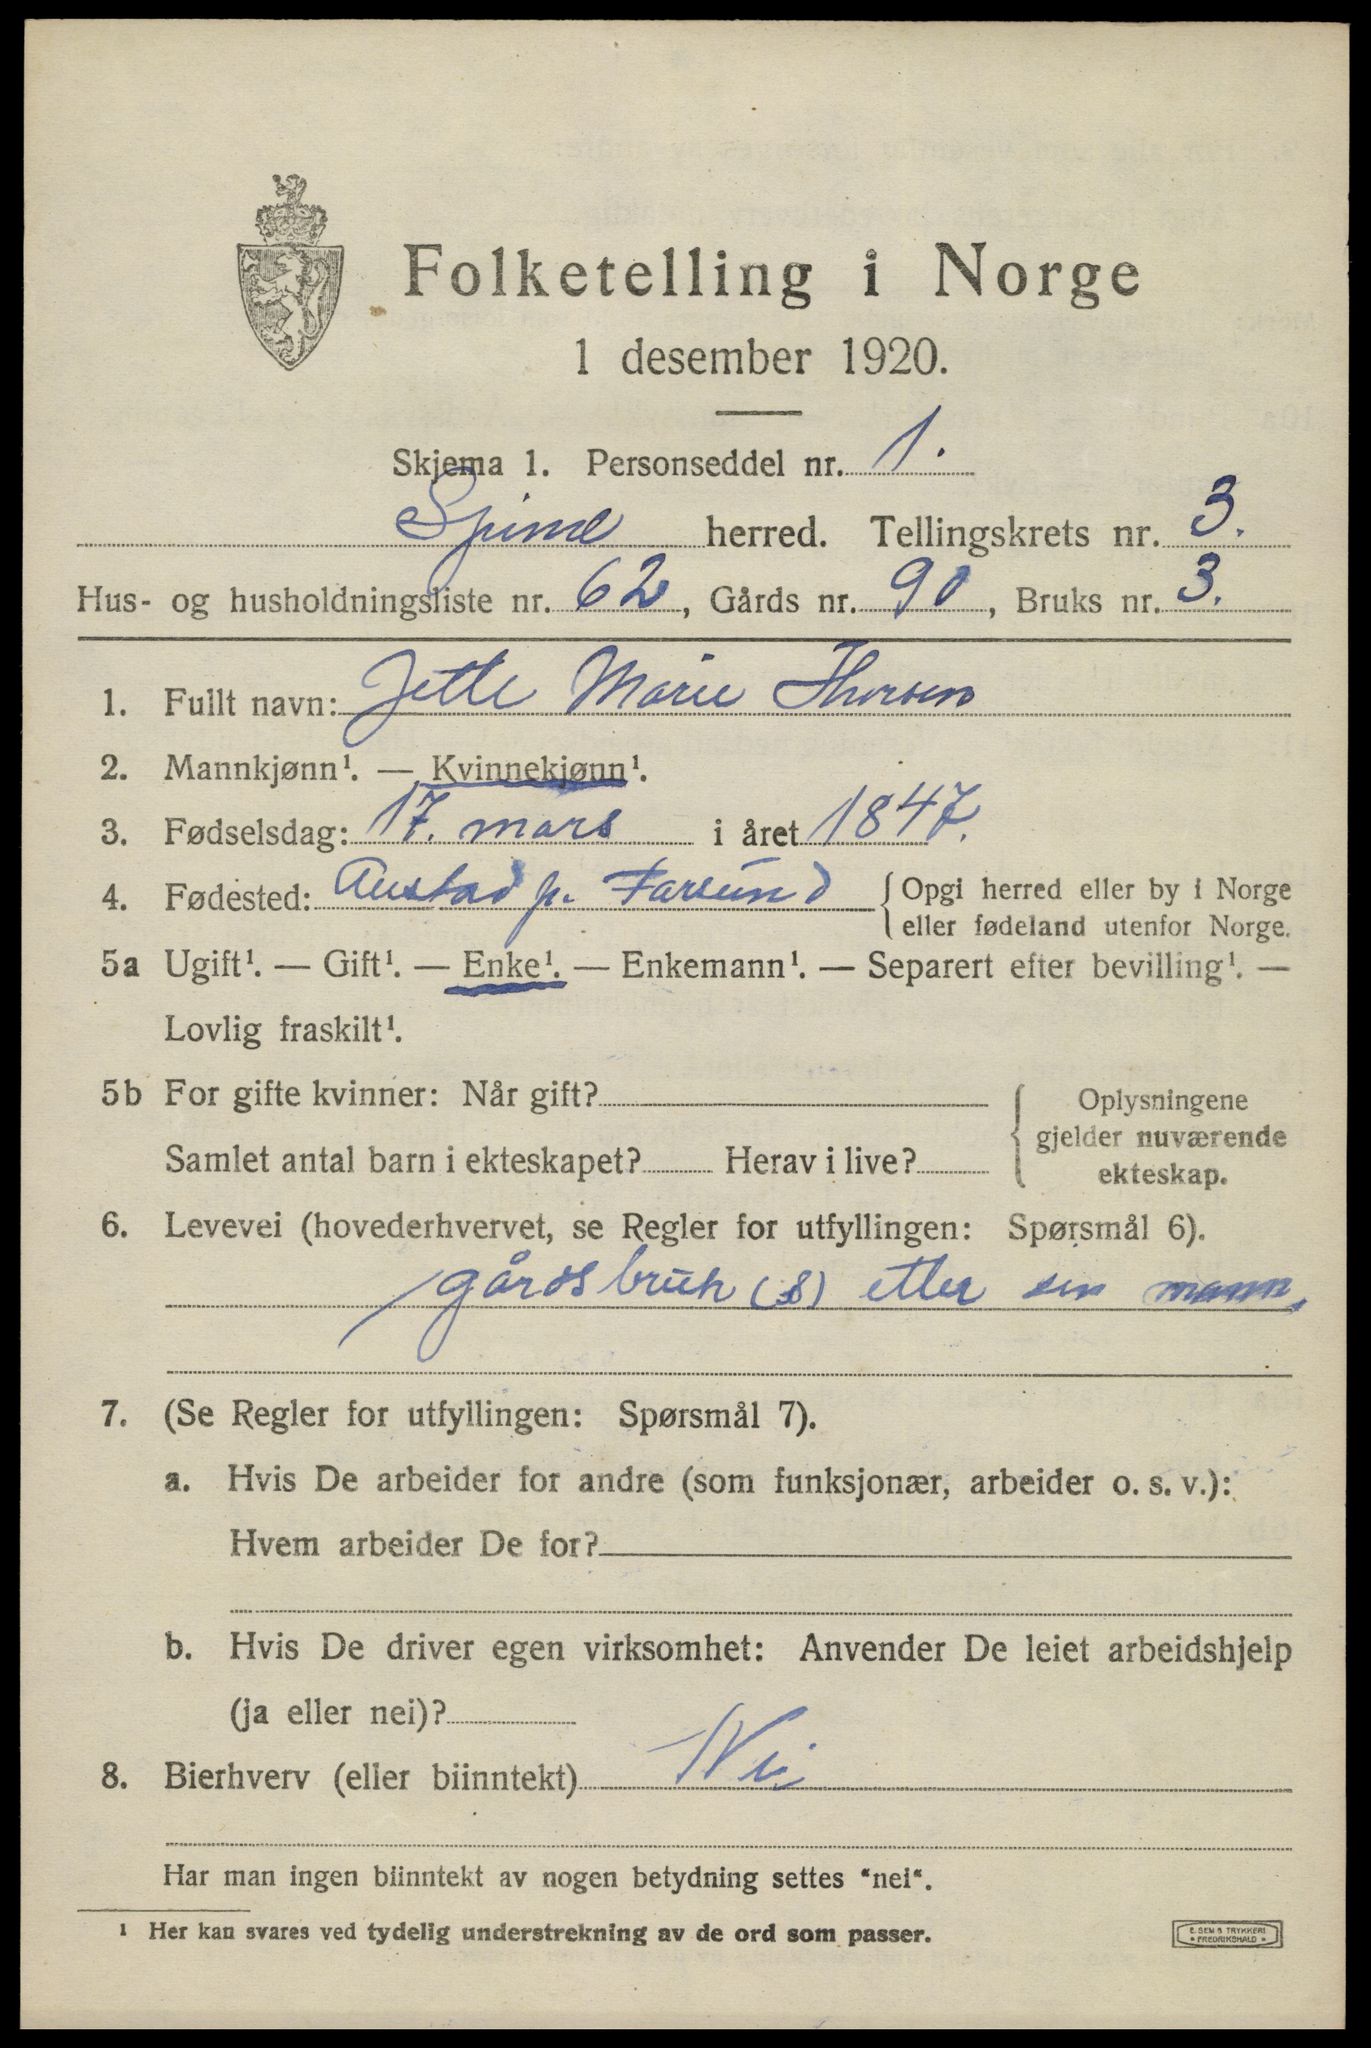 Folketelling i Norge
1 desember 1920.
Skjema 1. Personseddel nr. 1.
Spind herred. Tellingskrets nr. 3.
Hus- og husholdningsliste nr. 62, Gårds nr. 90, Bruks nr. 3.
1. Fullt navn: Jette Marie Thorsen
2. Mannkjønn¹. — Kvinnekjønn¹.
3. Fødselsdag: 17. mars i året 1847.
4. Fødested: Austad p. Farsund {Opgi herred eller by i Norge
eller fødeland utenfor Norge.
5a Ugift¹. — Gift¹. — Enke¹. — Enkemann¹. — Separert efter bevilling¹. —
Lovlig fraskilt¹.
5b For gifte kvinner: Når gift? { Oplysningene
gjelder nuværende
Samlet antal barn i ekteskapet? Herav i live? ekteskap.
6. Levevei (hovederhvervet, se Regler for utfyllingen: Spørsmål 6).
gårdsbruk (s) etter sin mann,
7. (Se Regler for utfyllingen: Spørsmål 7).
a. Hvis De arbeider for andre (som funksjonær, arbeider o. s. v.):
Hvem arbeider De for?
b. Hvis De driver egen virksomhet: Anvender De leiet arbeidshjelp
(ja eller nei)?
8. Bierhverv (eller biinntekt) Nei
Har man ingen biinntekt av nogen betydning settes "nei".
¹ Her kan svares ved tydelig understrekning av de ord som passer.
E. SEM'S TRYKKERI
* FREDRIKSHALD *